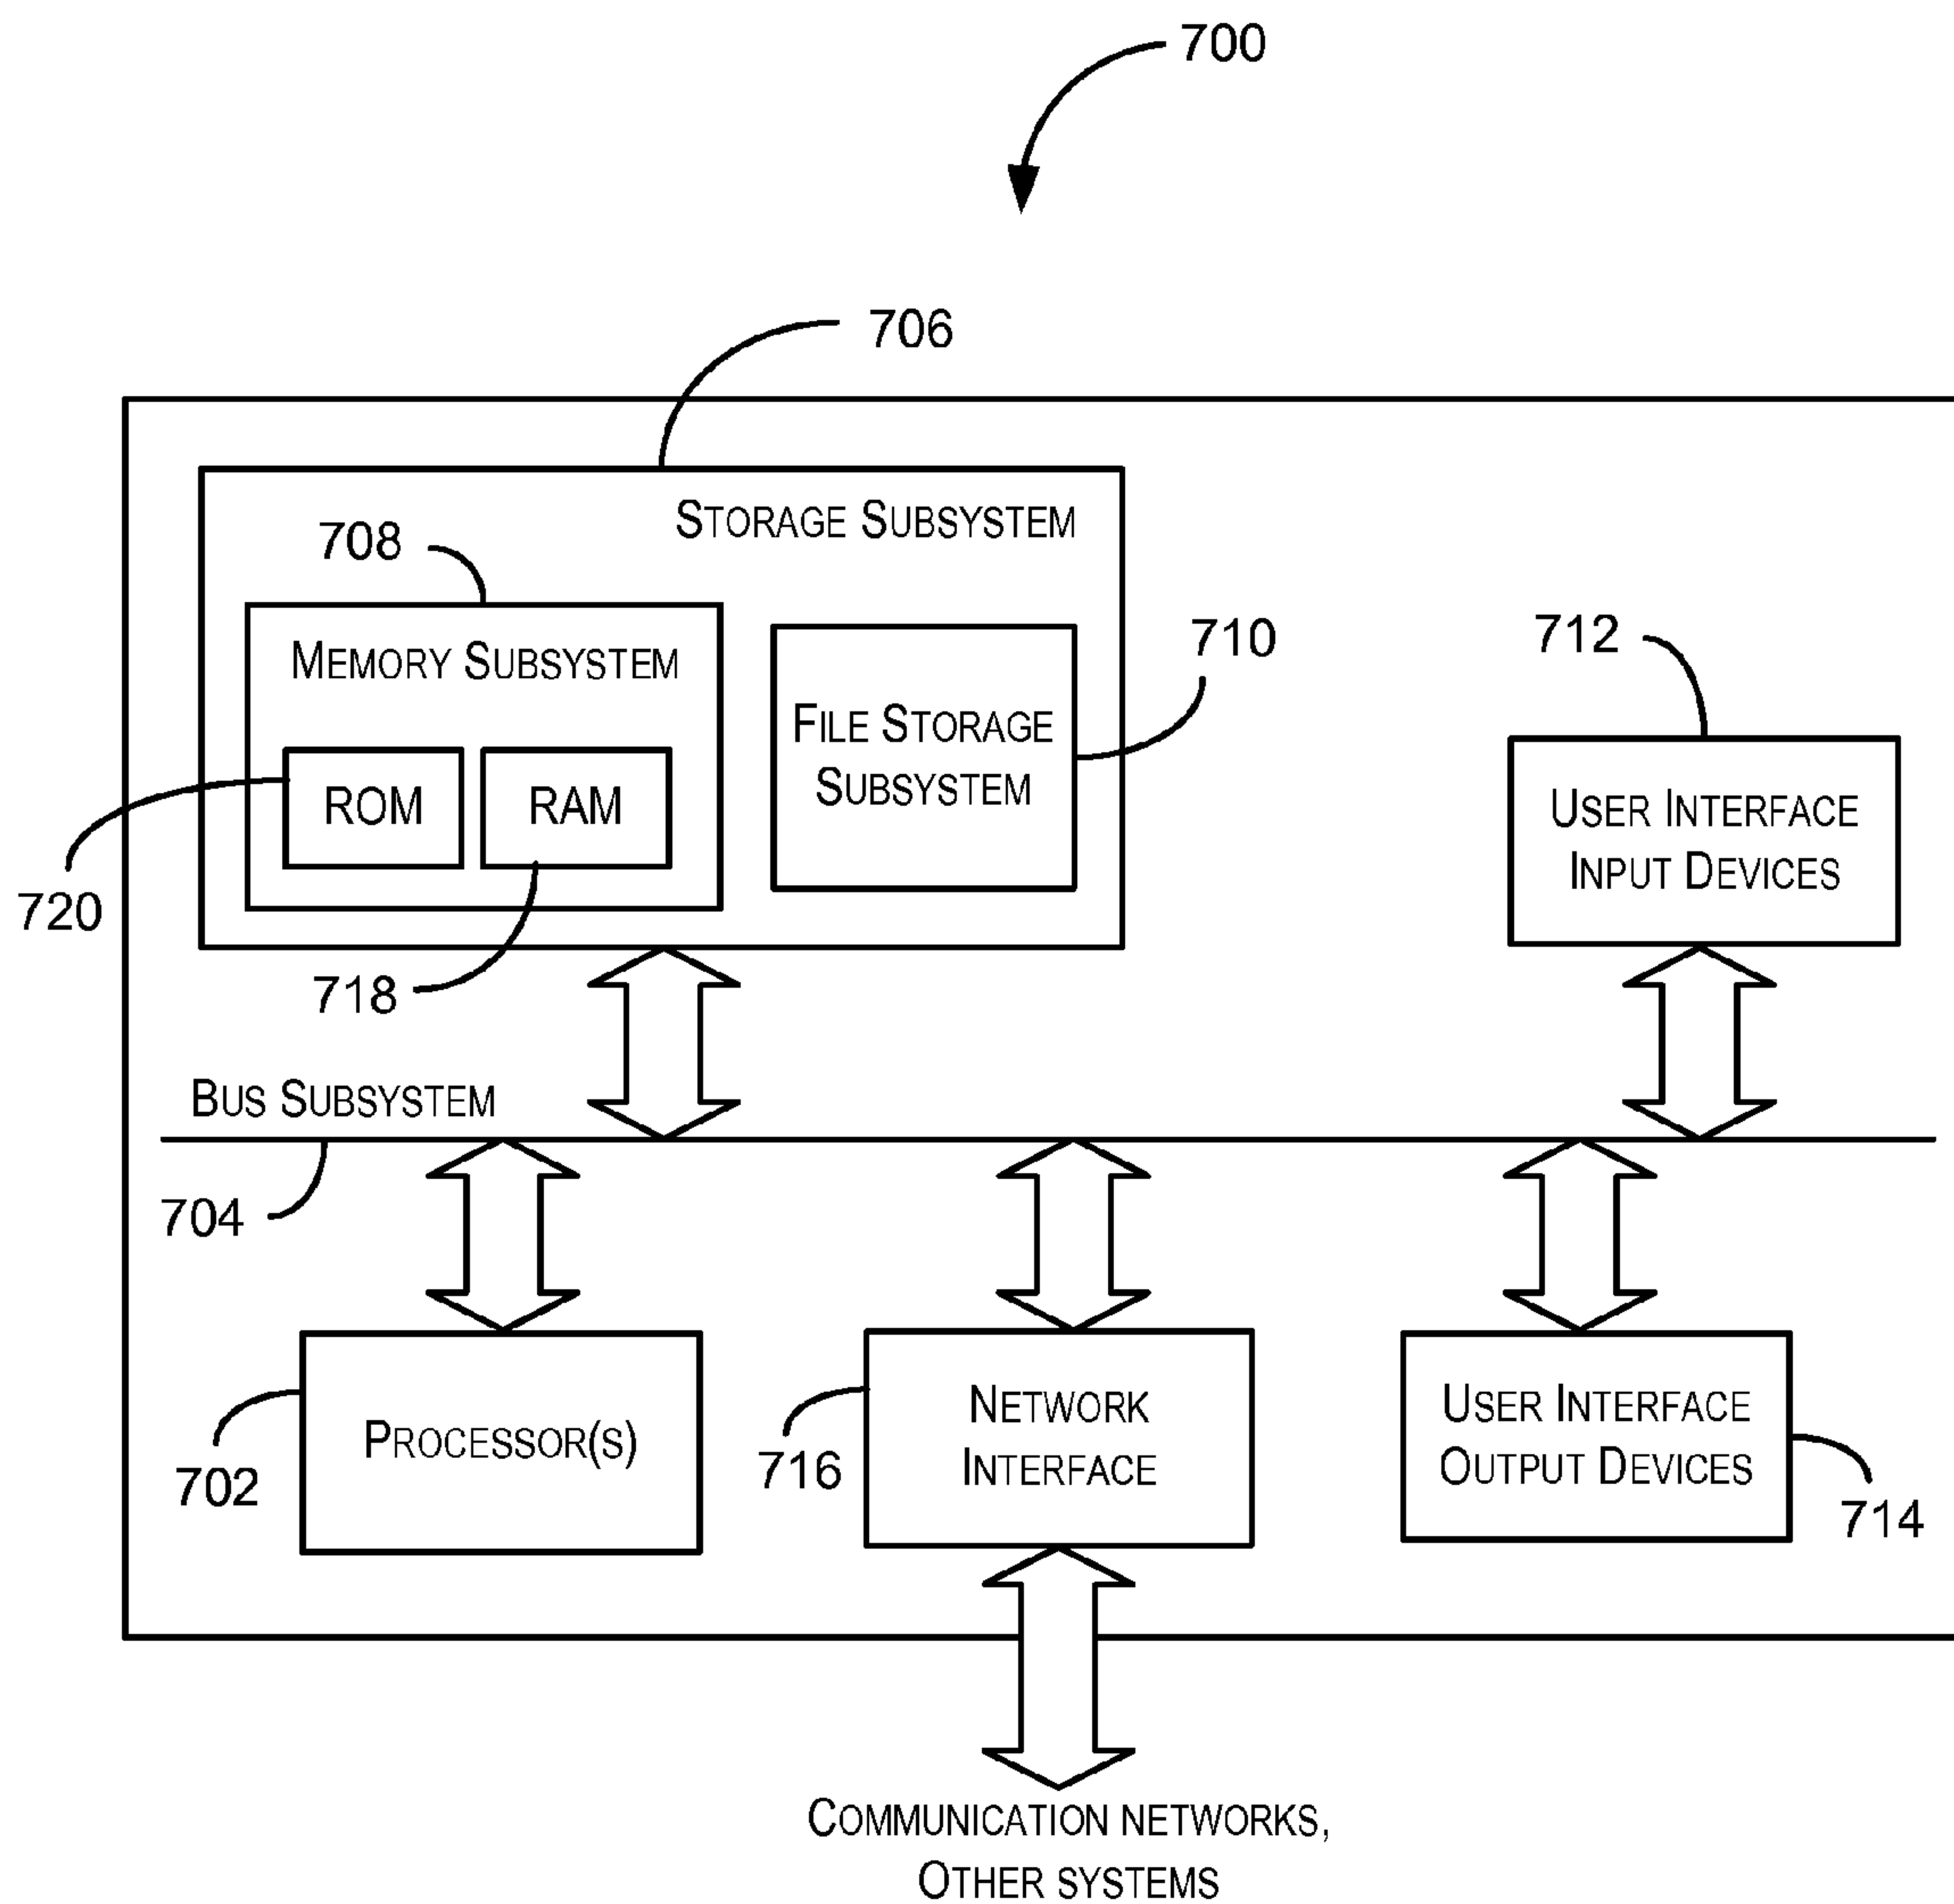 700
706
STORAGE SUBSYSTEM
708
MEMORY SUBSYSTEM
710
FILE STORAGE
SUBSYSTEM
712
ROM
RAM
USER INTERFACE
INPUT DEVICES
720
718
BUS SUBSYSTEM
704
PROCESSOR(S)
702
NETWORK
INTERFACE
716
USER INTERFACE
OUTPUT DEVICES
714
COMMUNICATION NETWORKS,
OTHER SYSTEMS